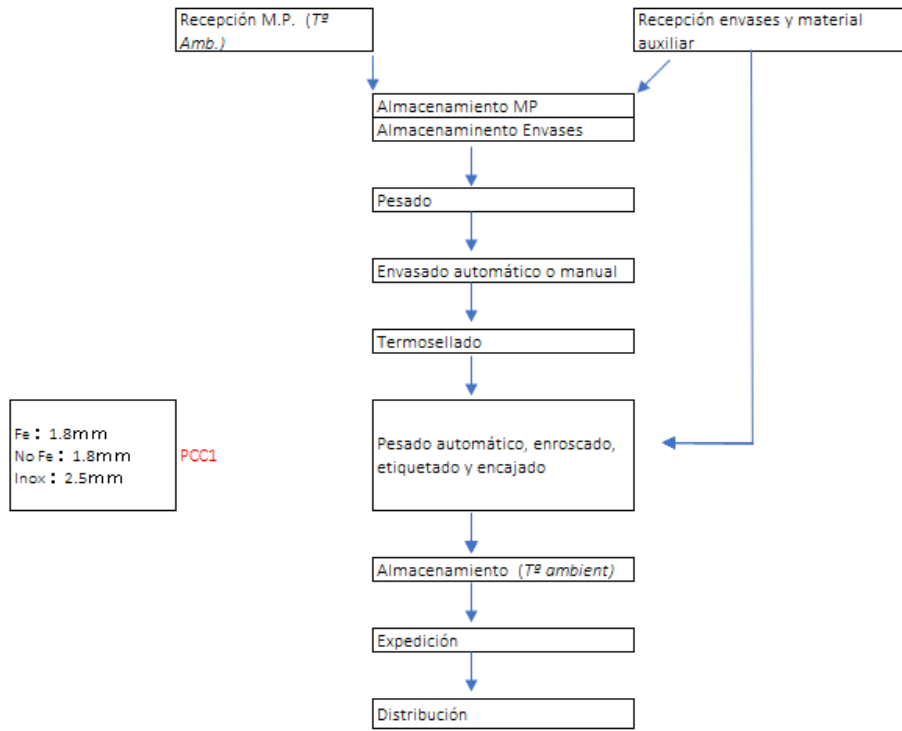 Recepción M.P. (Tª
Amb.)
Recepción envases y material
auxiliar
Almacenamiento MP
Almacenaminento Envases
Pesado
Envasado automático o manual
Termosellado
Fe: 1.8mm
No Fe: 1.8mm
Inox: 2.5mm
PCC1
Pesado automático, enroscado,
etiquetado y encajado
Almacenamiento (Tª ambient)
Expedición
Distribución